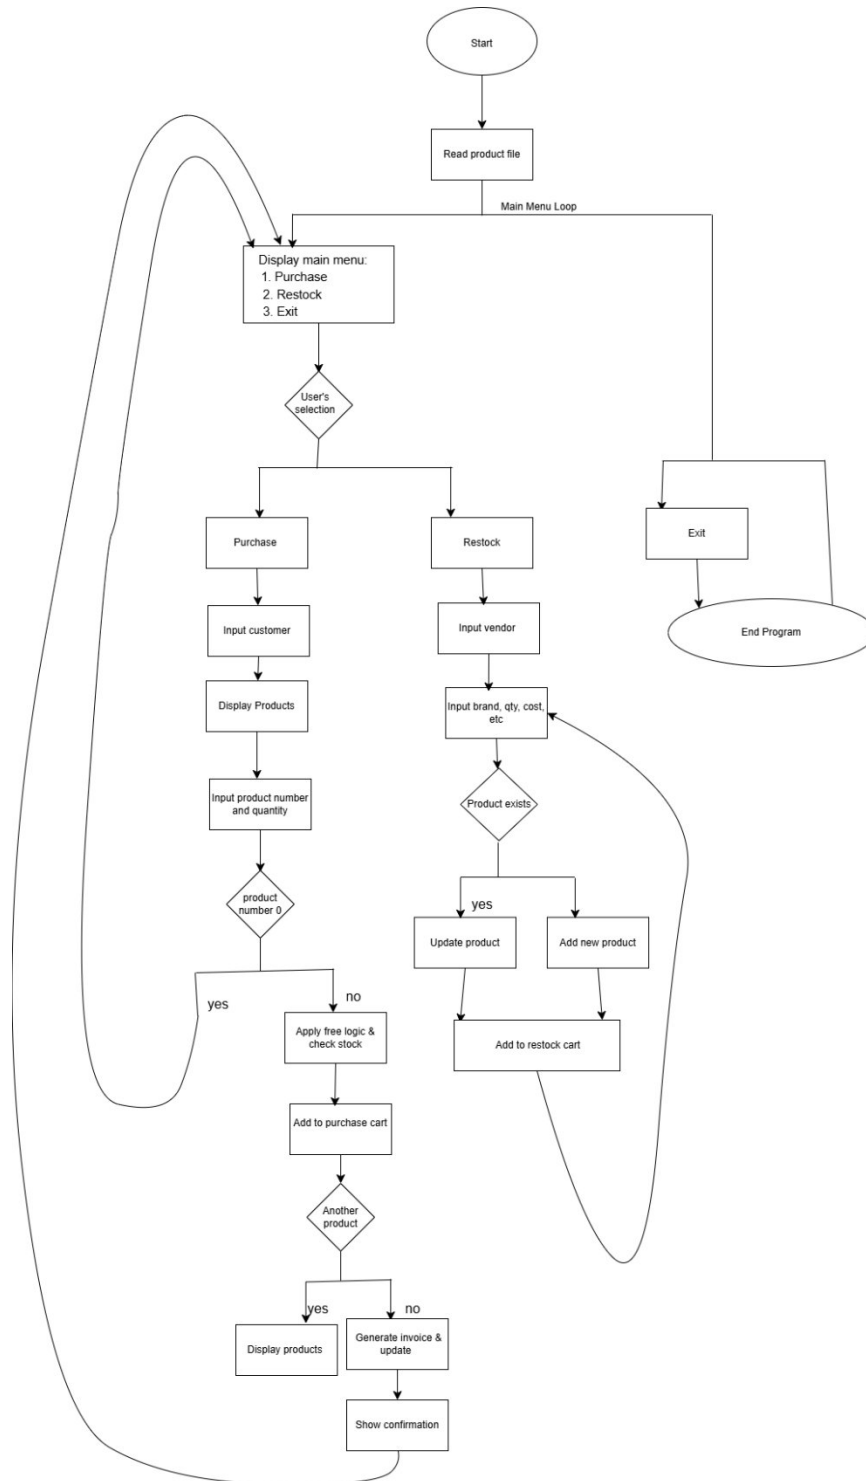 Start
Read product file
Main Menu Loop
Display main menu:
1. Purchase
2. Restock
3. Exit
User's
selection
Purchase
Restock
Exit
Input customer
Input vendor
End Program
Display Products
Input brand, qty, cost,
etc
Input product number
and quantity
Product exists
product
number 0
yes
Update product
Add new product
yes
no
Apply free logic &
check stock
Add to restock cart
Add to purchase cart
Another
product
yes
no
Display products
Generate invoice &
update
Show confirmation